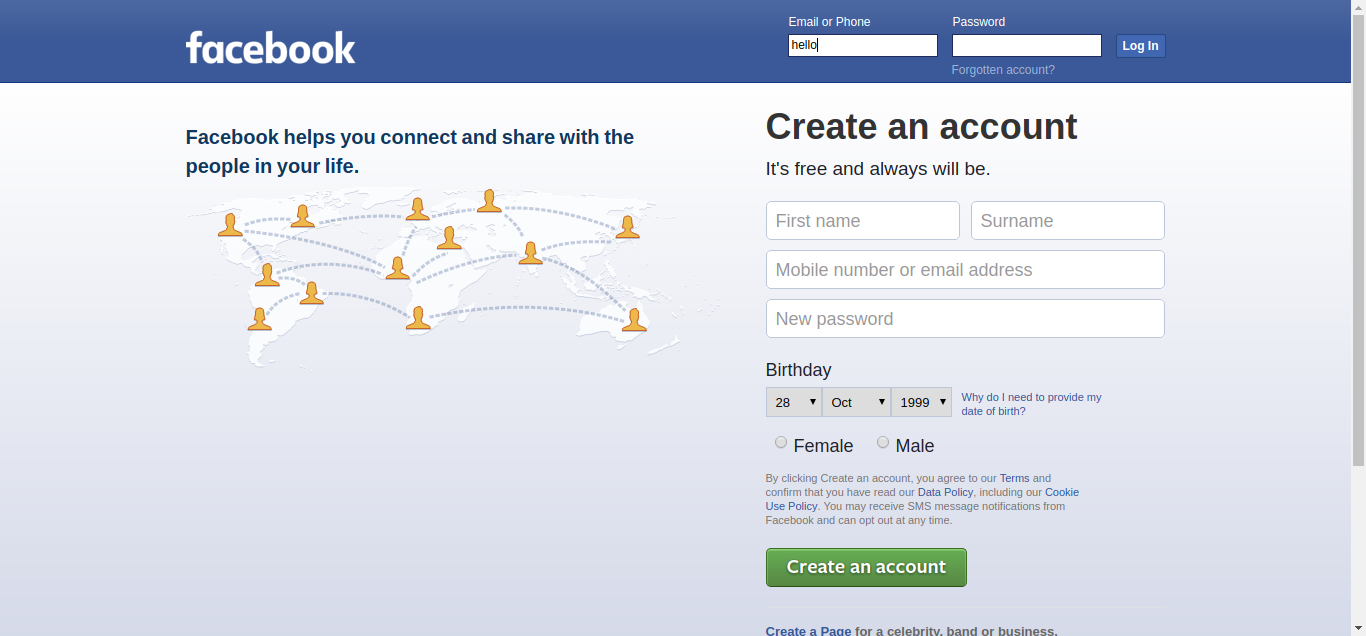 facebook
Email or Phone
Password
hello
Log In
Forgotten account?
Facebook helps you connect and share with the
people in your life.
Create an account
It's free and always will be.
First name
Surname
Mobile number or email address
New password
Birthday
28
Oct
1999
Why do I need to provide my
date of birth?
Female
Male
By clicking Create an account, you agree to our Terms and
confirm that you have read our Data Policy, including our Cookie
Use Policy. You may receive SMS message notifications from
Facebook and can opt out at any time.
Create an account
Create a Page for a celebrity, band or business.